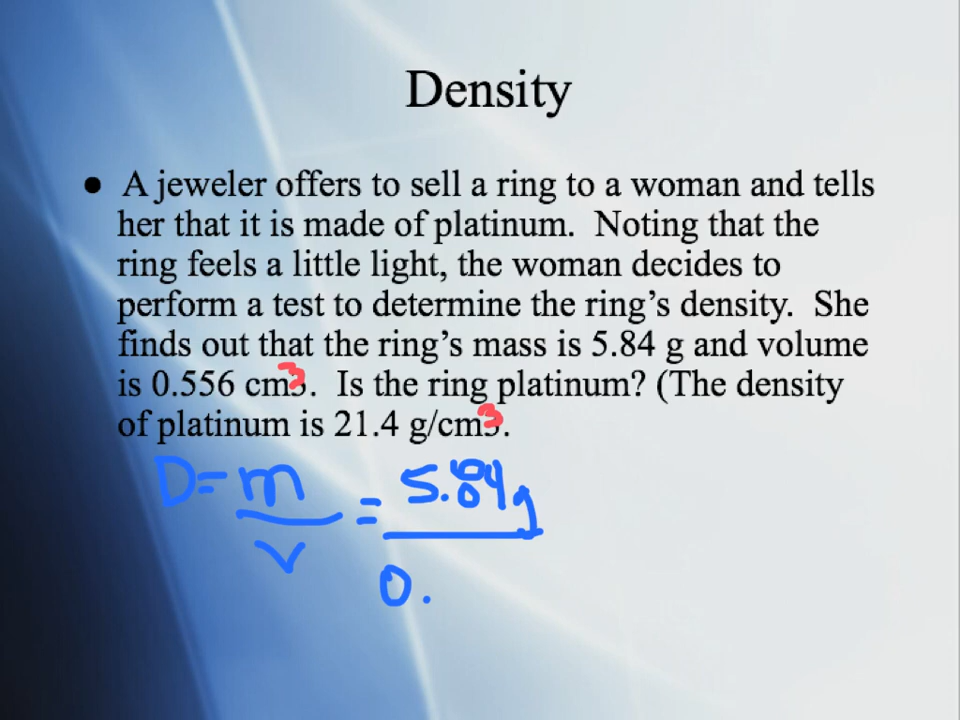 Density
• A jeweler offers to sell a ring to a woman and tells
her that it is made of platinum. Noting that the
ring feels a little light, the woman decides to
perform a test to determine the ring's density. She
finds out that the ring's mass is 5.84 g and volume
is 0.556 cm3. Is the ring platinum? (The density
of platinum is 21.4 g/cm3.
D = m = 5.84 g
V 0.